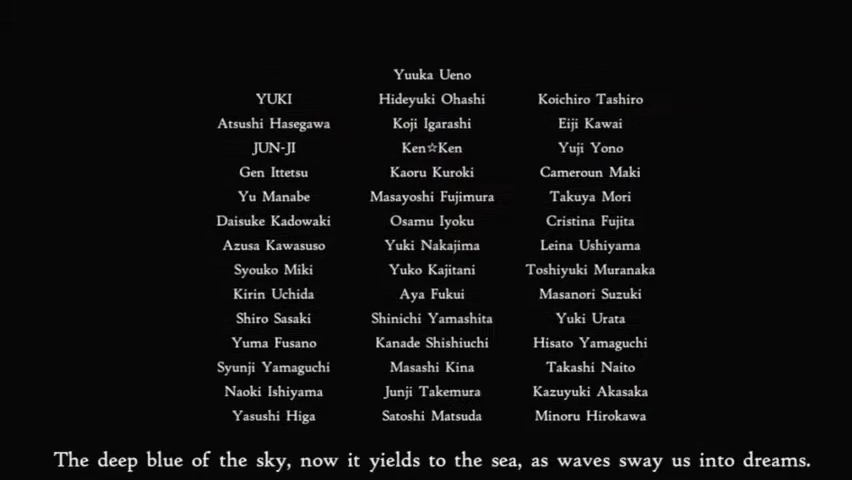 Yuuka Ueno
YUKI Hideyuki Ohashi Koichiro Tashiro
Atsushi Hasegawa Koji Igarashi Eiji Kawai
JUN-JI Ken☆Ken Yuji Yono
Gen Ittetsu Kaoru Kuroki Cameroun Maki
Yu Manabe Masayoshi Fujimura Takuya Mori
Daisuke Kadowaki Osamu Iyoku Cristina Fujita
Azusa Kawasuso Yuki Nakajima Leina Ushiyama
Syouko Miki Yuko Kajitani Toshiyuki Muranaka
Kirin Uchida Aya Fukui Masanori Suzuki
Shiro Sasaki Shinichi Yamashita Yuki Urata
Yuma Fusano Kanade Shishiuchi Hisato Yamaguchi
Syunji Yamaguchi Masashi Kina Takashi Naito
Naoki Ishiyama Junji Takemura Kazuyuki Akasaka
Yasushi Higa Satoshi Matsuda Minoru Hirokawa
The deep blue of the sky, now it yields to the sea, as waves sway us into dreams.